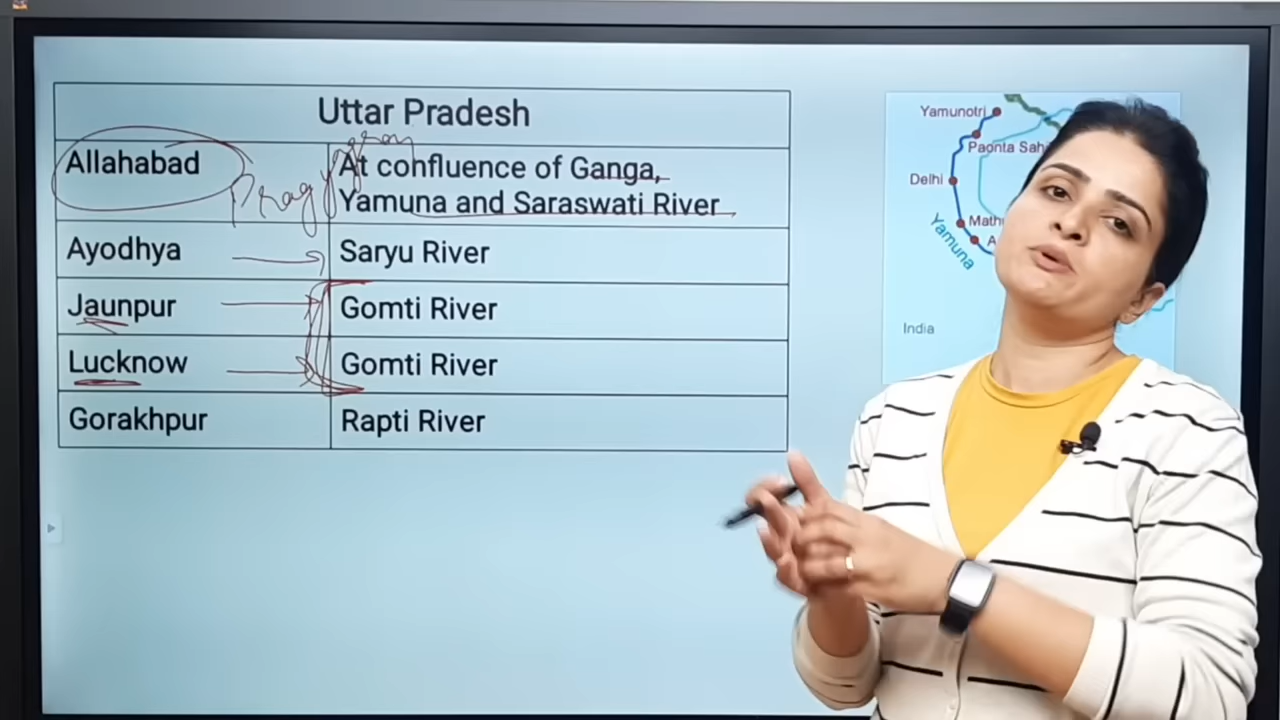 Uttar Pradesh
Allahabad
At confluence of Ganga,
Yamuna and Saraswati River
Ayodhya
Saryu River
Jaunpur
Gomti River
Lucknow
Gomti River
Gorakhpur
Rapti River
Yamunotri
Paonta Sah
Delhi
Math
A
Yamuna
India